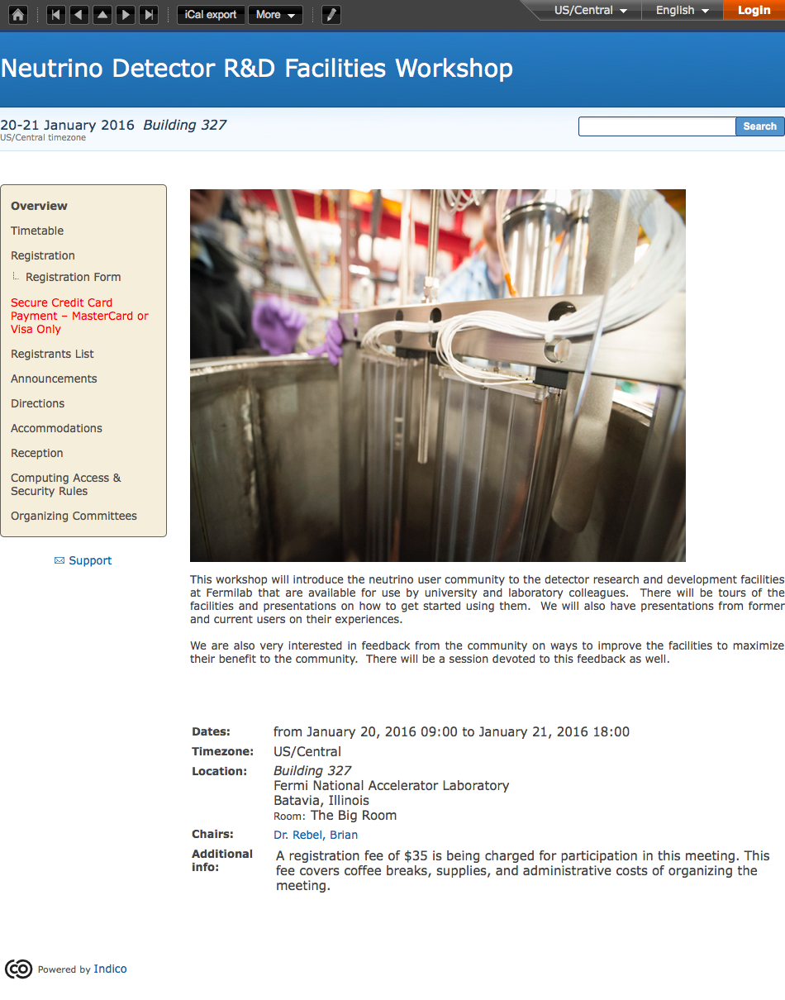 iCal export
More
US/Central
English
Login
Neutrino Detector R&D Facilities Workshop
20-21 January 2016 Building 327
US/Central timezone
Search
Overview
Timetable
Registration
Registration Form
Secure Credit Card
Payment – MasterCard or
Visa Only
Registrants List
Announcements
Directions
Accommodations
Reception
Computing Access &
Security Rules
Organizing Committees
Support
This workshop will introduce the neutrino user community to the detector research and development facilities
at Fermilab that are available for use by university and laboratory colleagues. There will be tours of the
facilities and presentations on how to get started using them. We will also have presentations from former
and current users on their experiences.
We are also very interested in feedback from the community on ways to improve the facilities to maximize
their benefit to the community. There will be a session devoted to this feedback as well.
Dates: from January 20, 2016 09:00 to January 21, 2016 18:00
Timezone: US/Central
Location: Building 327
Fermi National Accelerator Laboratory
Batavia, Illinois
Room: The Big Room
Chairs: Dr. Rebel, Brian
Additional info: A registration fee of $35 is being charged for participation in this meeting. This
fee covers coffee breaks, supplies, and administrative costs of organizing the
meeting.
Powered by Indico